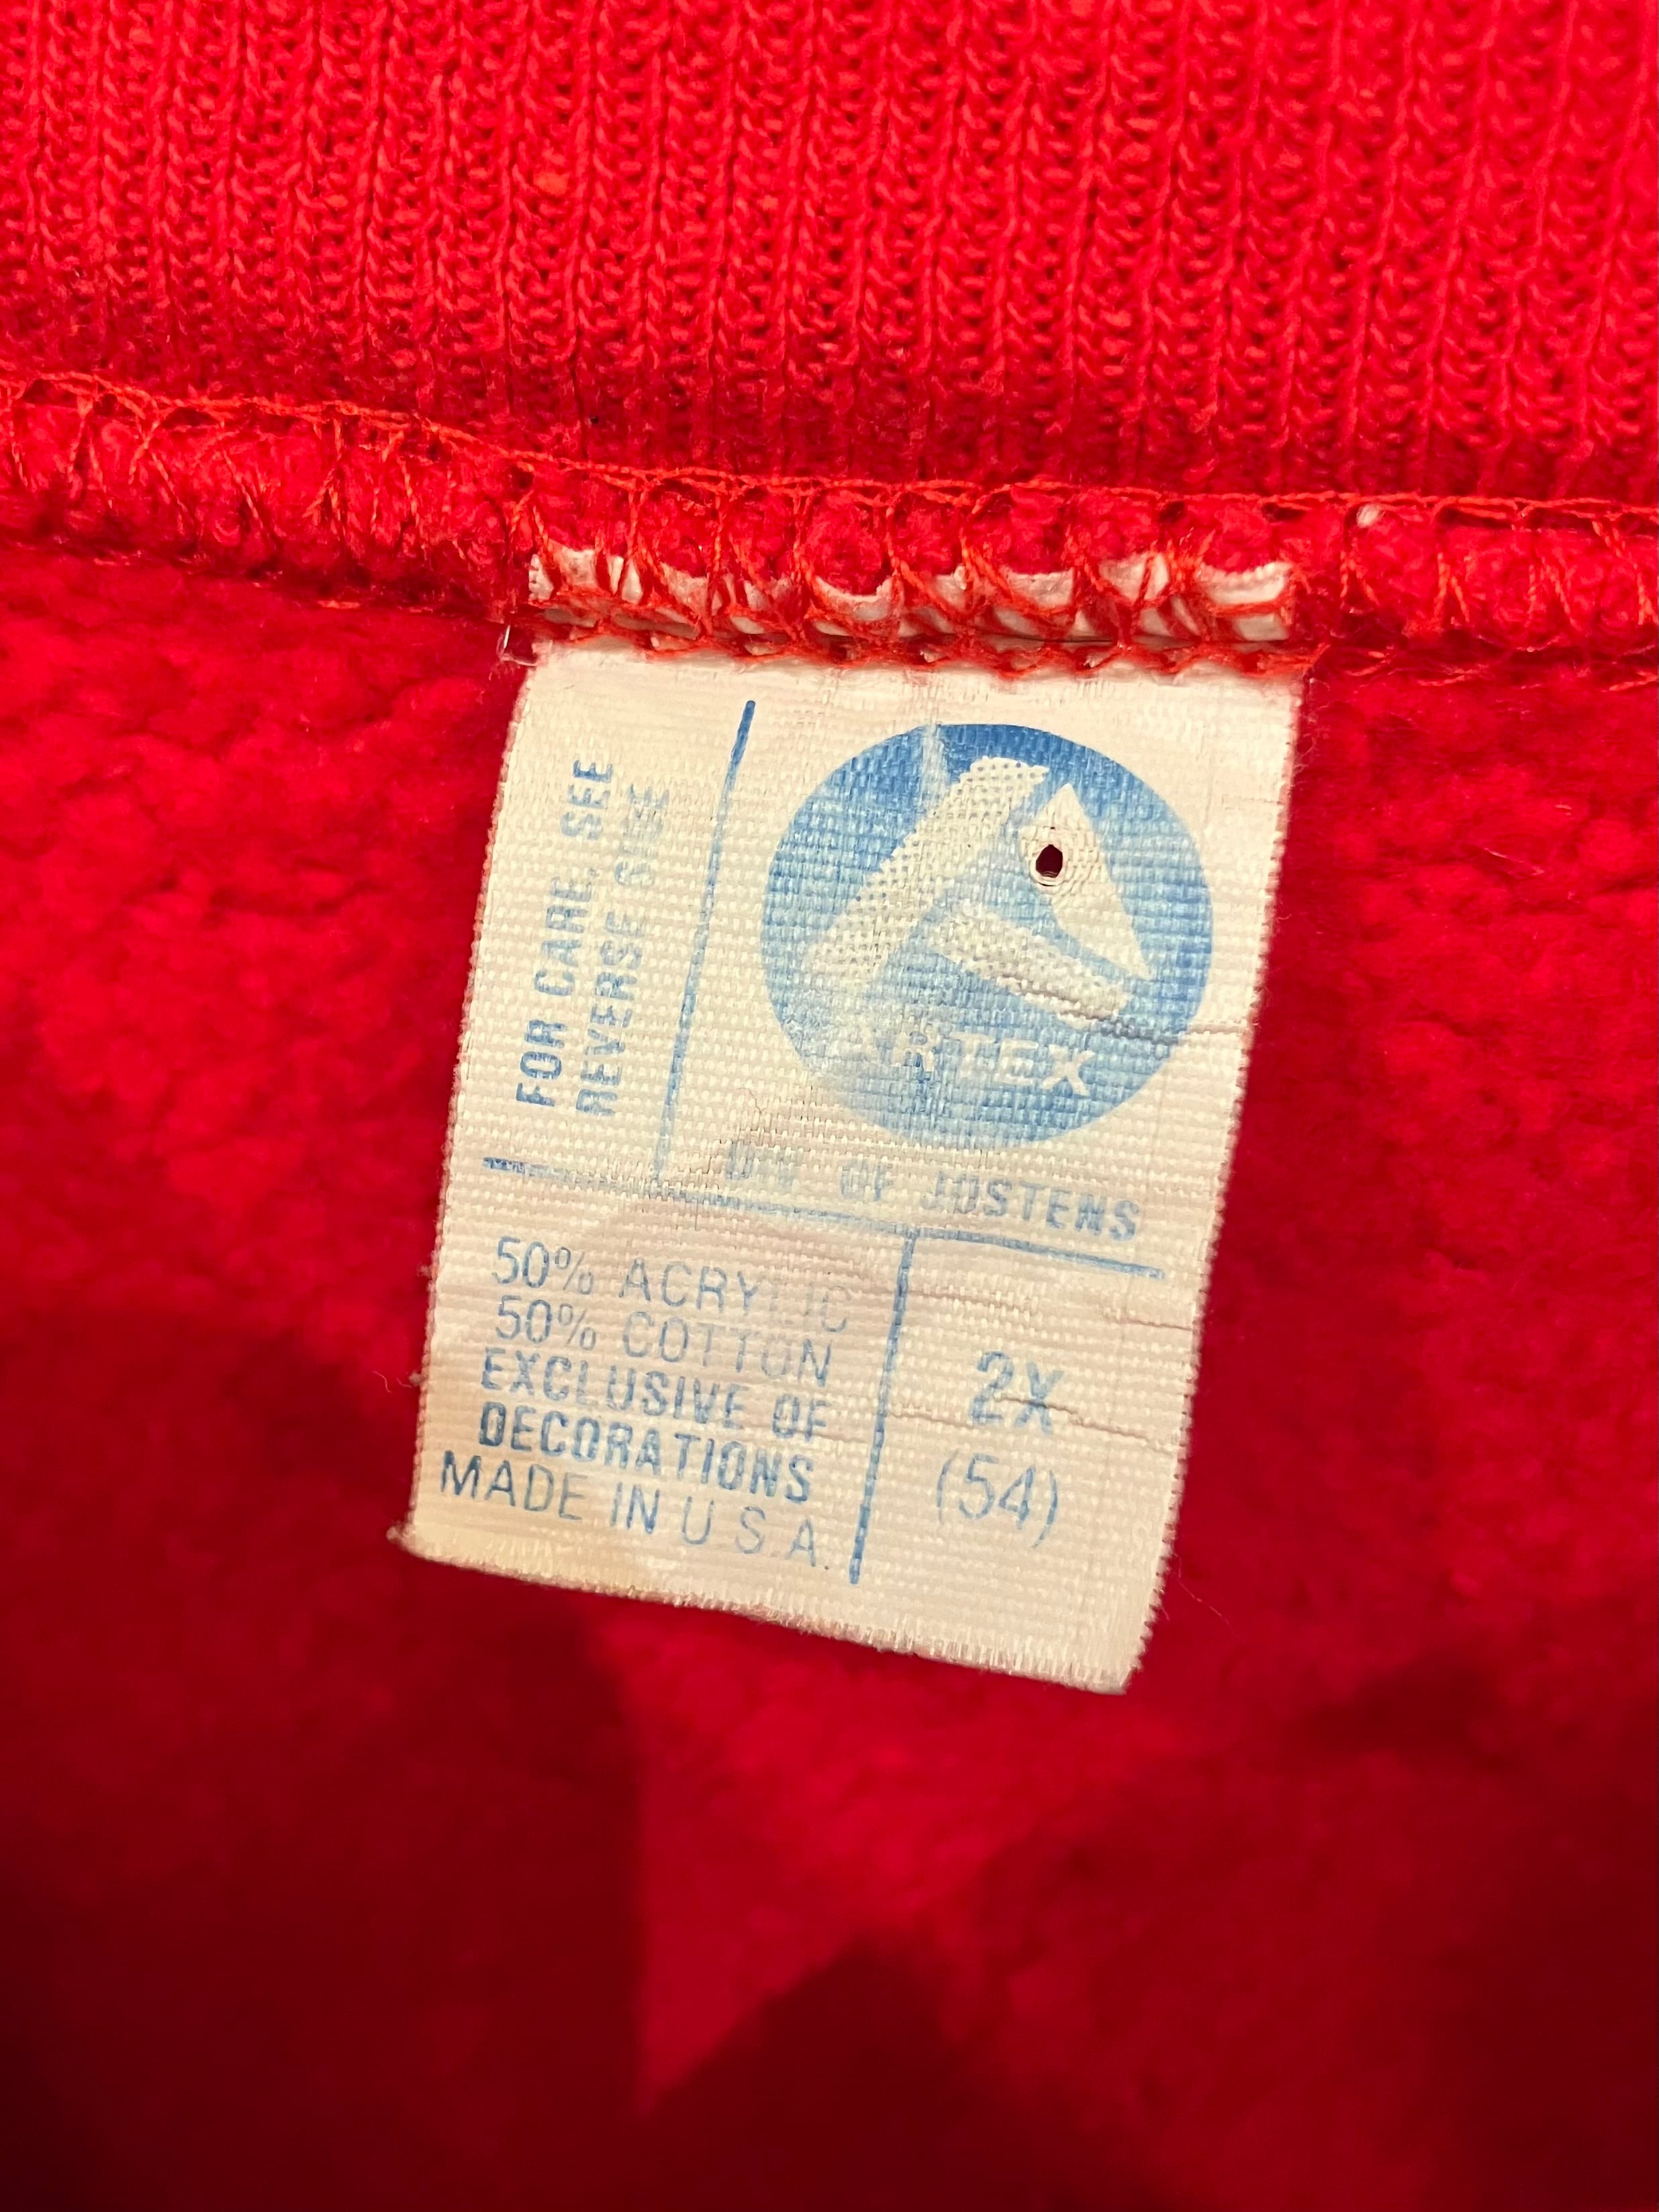 FOR CARE, SEE
REVERSE SIDE
ARTEX
DIV. OF JOSTENS
50% ACRYLIC
50% COTTON
EXCLUSIVE OF
DECORATIONS
MADE IN U.S.A.
2X
(54)